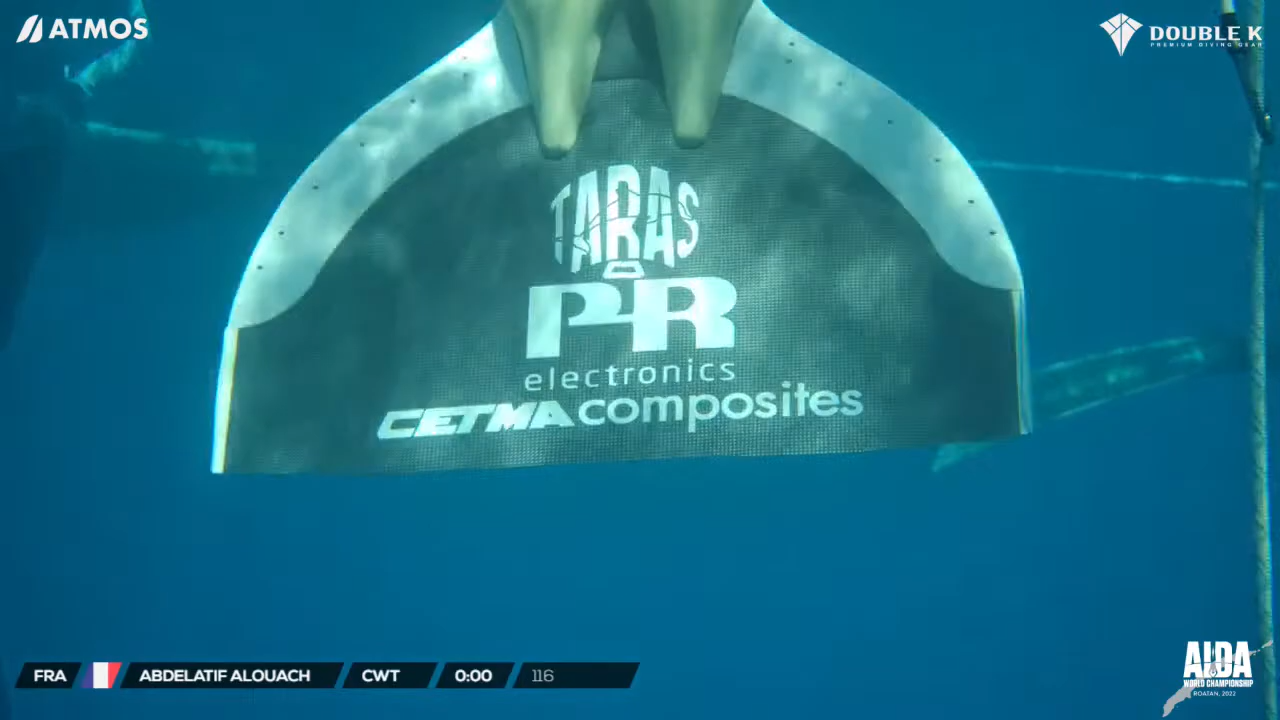 ATMOS
DOUBLE K
PREMIUM DIVING GEAR
TARAS
PR
electronics
CETMA composites
FRA ABDELATIF ALOUACH CWT 0:00 116
AIDA
WORLD CHAMPIONSHIP
ROATAN, 2022